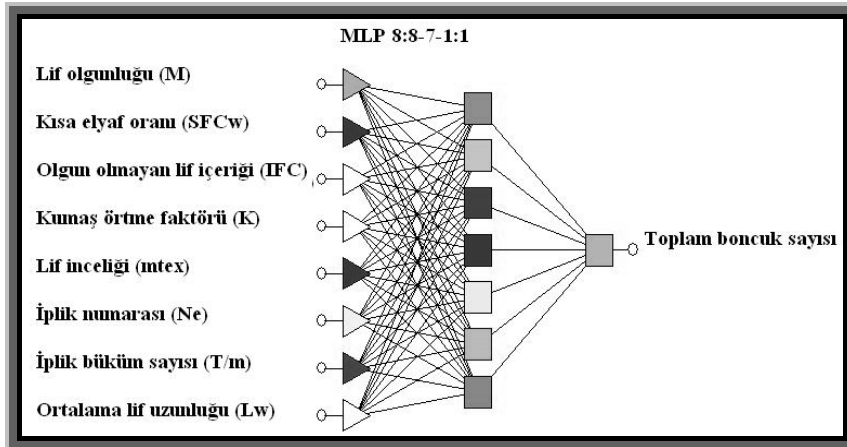 MLP 8:8-7-1:1
Lif olgunluğu (M)
Kısa elyaf oranı (SFCw)
Olgun olmayan lif içeriği (IFC)
Kumaş örtme faktörü (K)
Lif inceliği (mtex)
İplik numarası (Ne)
İplik büküm sayısı (T/m)
Ortalama lif uzunluğu (Lw)
Toplam boncuk sayısı